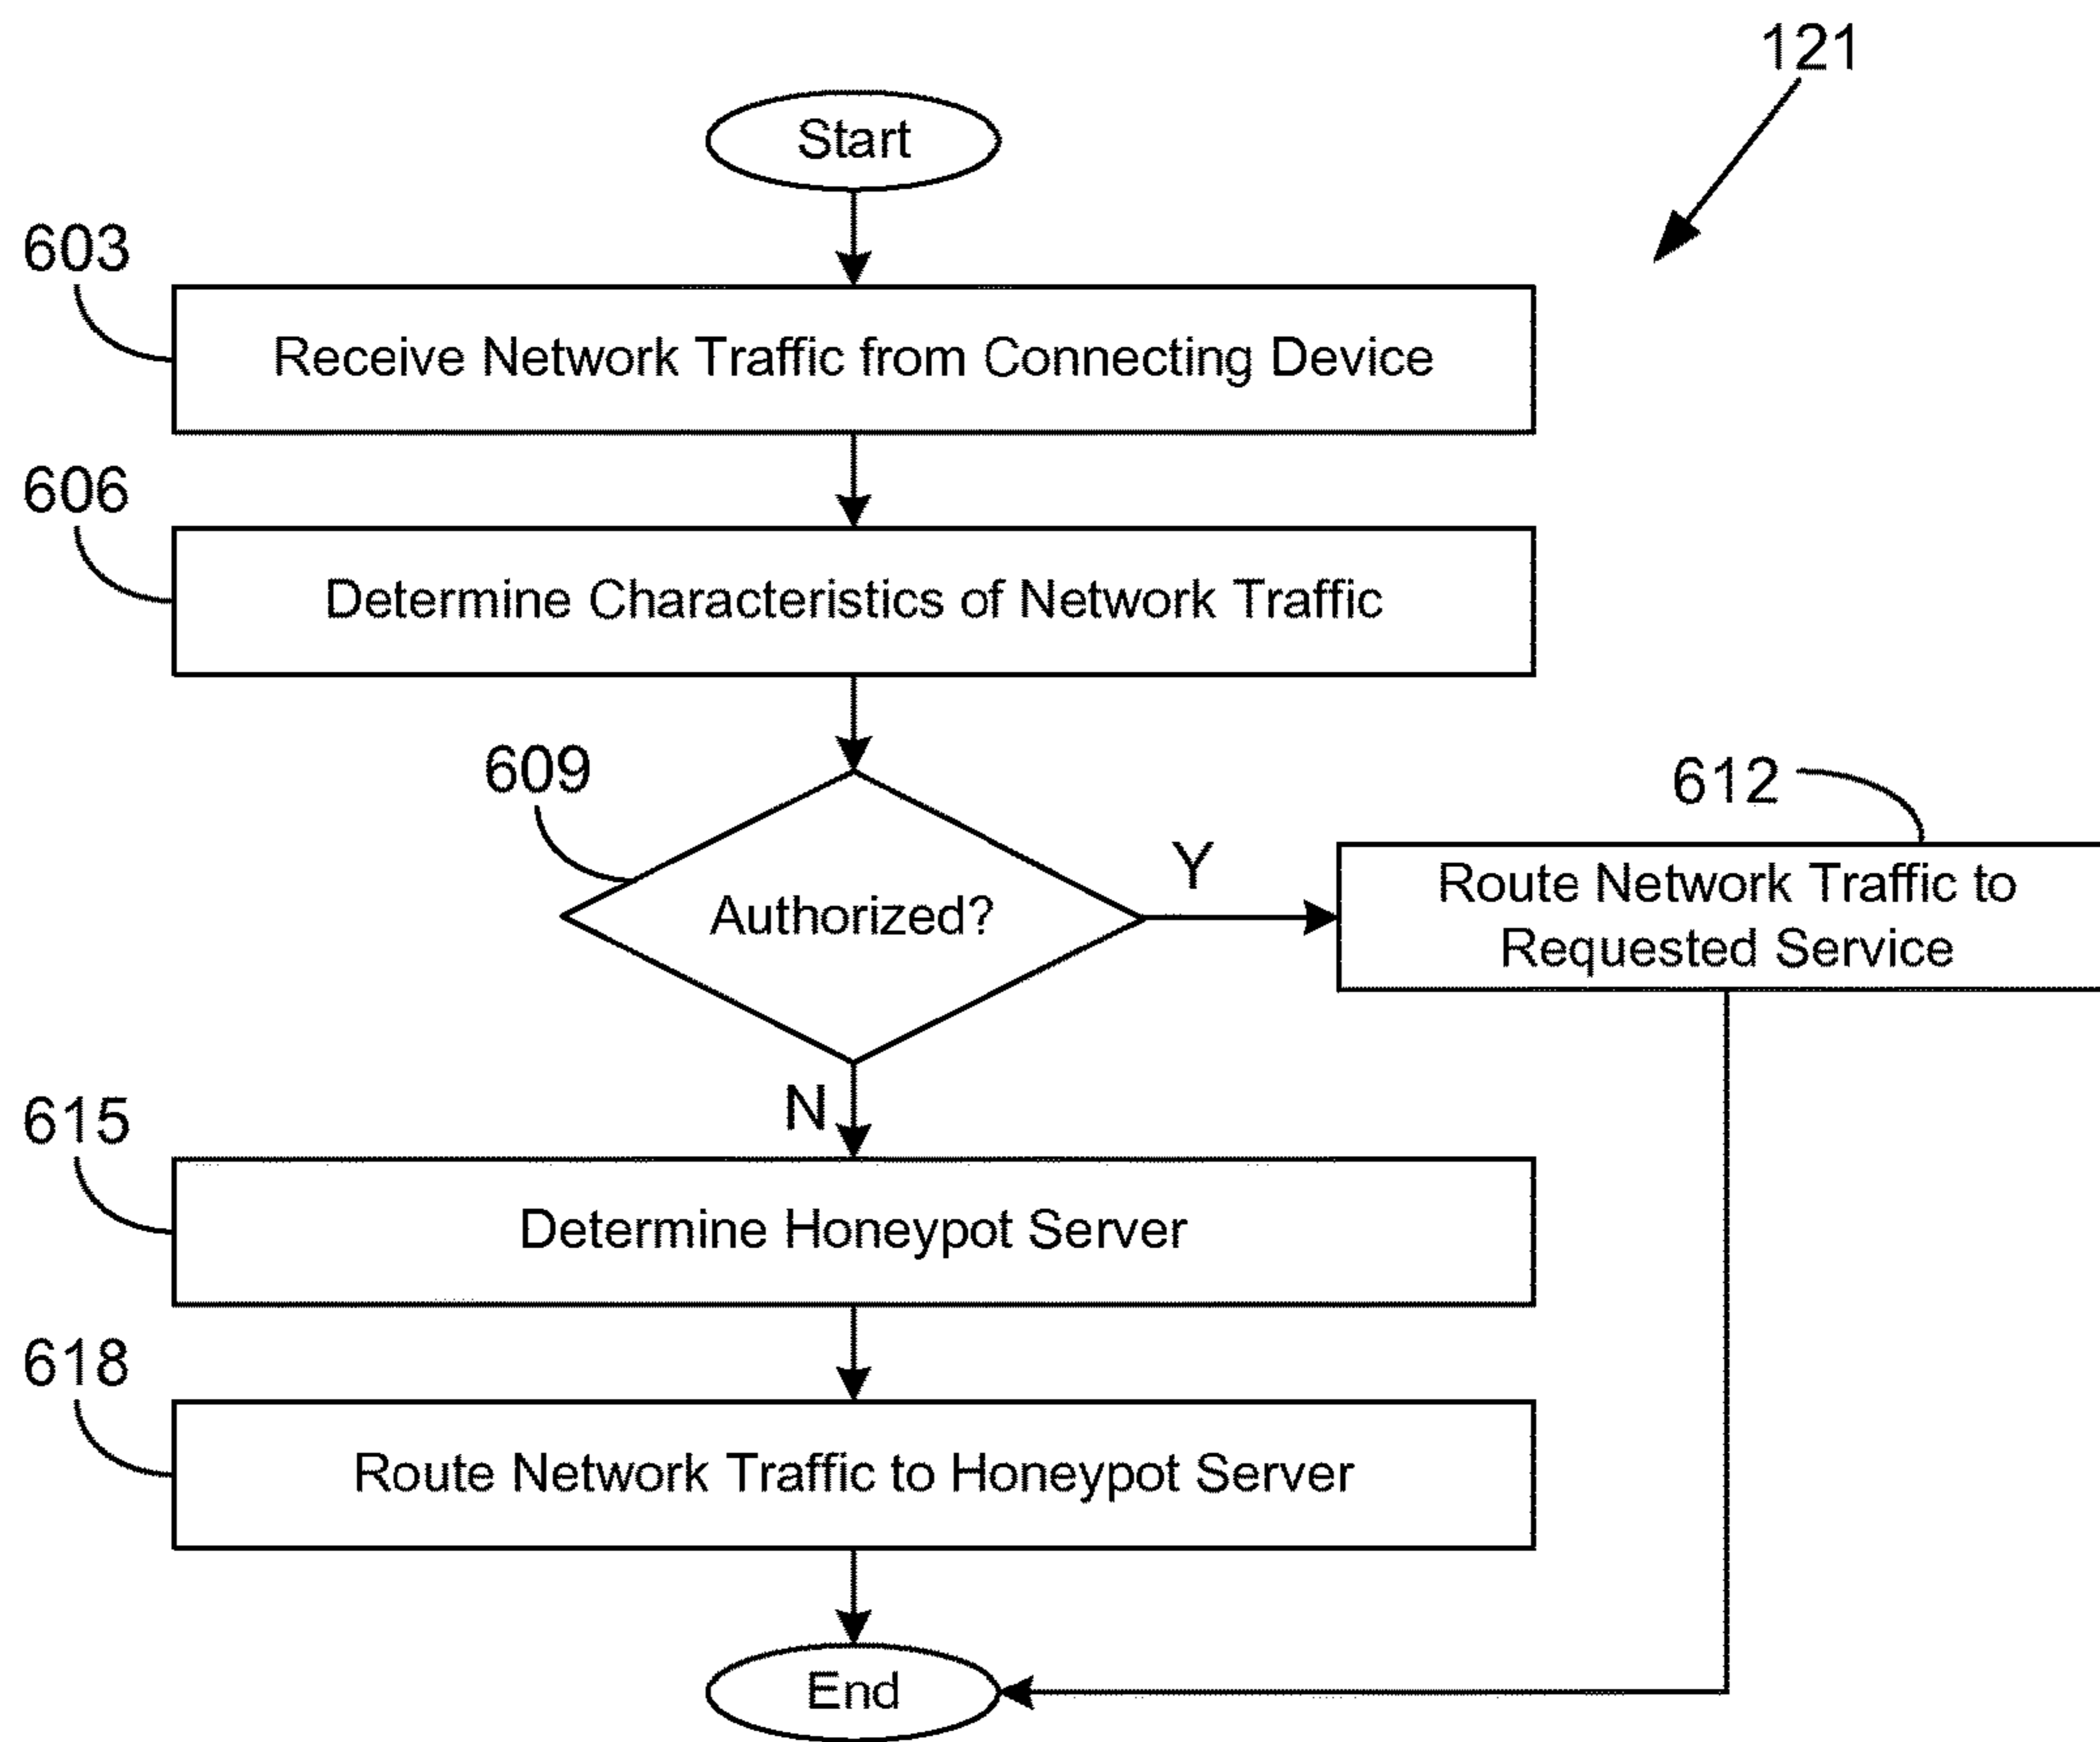 121
Start
603
Receive Network Traffic from Connecting Device
606
Determine Characteristics of Network Traffic
609
Authorized?
Y
612
Route Network Traffic to
Requested Service
N
615
Determine Honeypot Server
618
Route Network Traffic to Honeypot Server
End